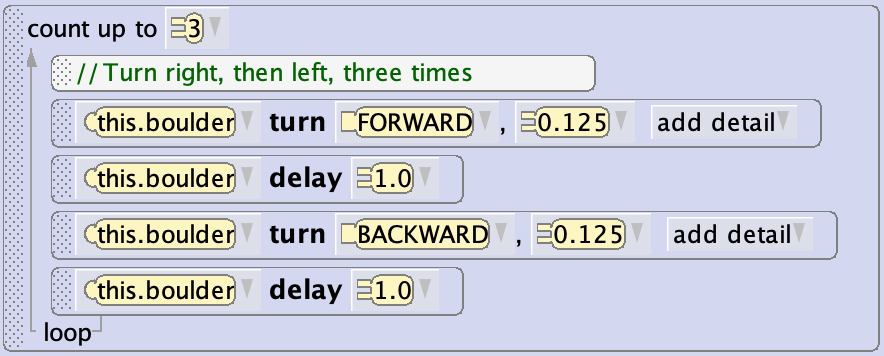 count up to 3
// Turn right, then left, three times
this.boulder turn FORWARD, 0.125 add detail
this.boulder delay 1.0
this.boulder turn BACKWARD, 0.125 add detail
this.boulder delay 1.0
loop